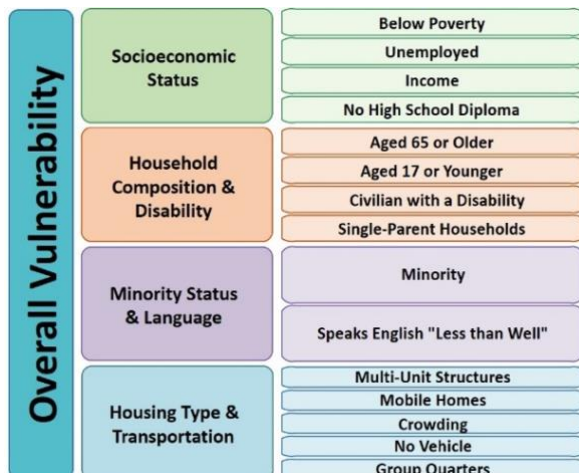 Overall Vulnerability
Socioeconomic
Status
Below Poverty
Unemployed
Income
No High School Diploma
Household
Composition &
Disability
Aged 65 or Older
Aged 17 or Younger
Civilian with a Disability
Single-Parent Households
Minority Status
& Language
Minority
Speaks English "Less than Well"
Housing Type &
Transportation
Multi-Unit Structures
Mobile Homes
Crowding
No Vehicle
Group Quarters